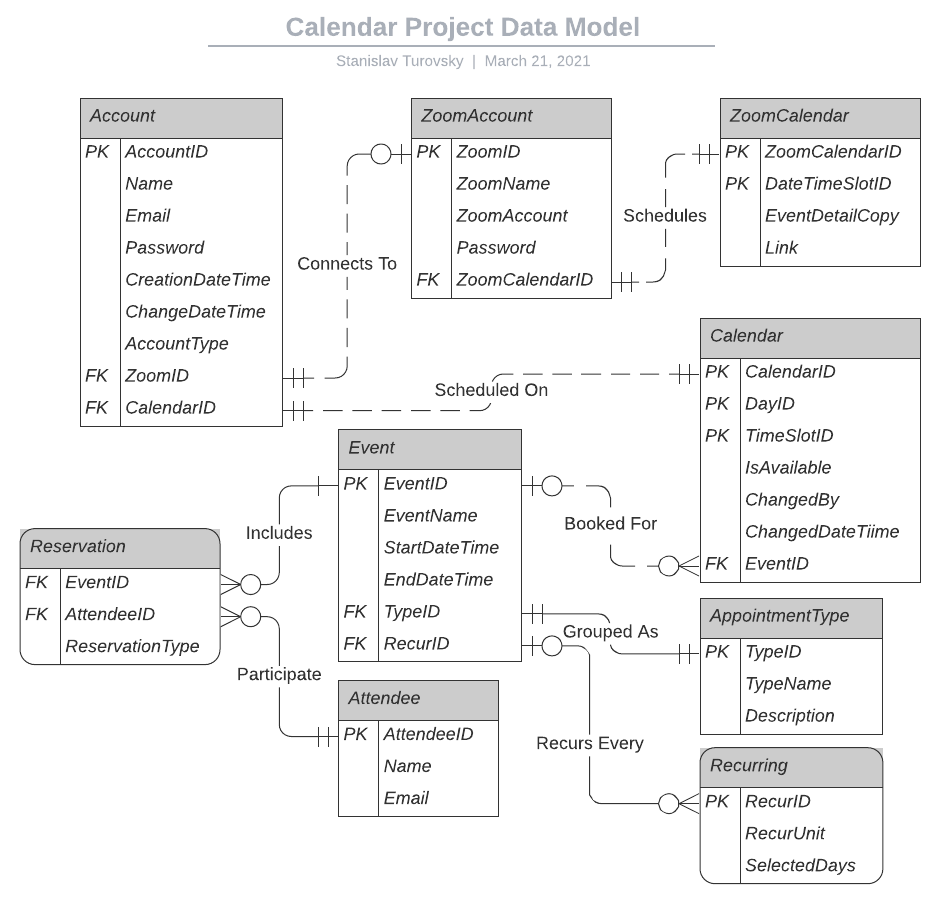 Calendar Project Data Model
Stanislav Turovsky | March 21, 2021
Account
PK AccountID
Name
Email
Password
CreationDateTime
ChangeDateTime
AccountType
FK ZoomID
FK CalendarID
Connects To
ZoomAccount
PK ZoomID
ZoomName
ZoomAccount
Password
FK ZoomCalendarID
Schedules
ZoomCalendar
PK ZoomCalendarID
PK DateTimeSlotID
EventDetailCopy
Link
Scheduled On
Calendar
PK CalendarID
PK DayID
PK TimeSlotID
IsAvailable
ChangedBy
ChangedDateTiime
FK EventID
Event
PK EventID
EventName
StartDateTime
EndDateTime
FK TypeID
FK RecurID
Booked For
Includes
Reservation
FK EventID
FK AttendeeID
ReservationType
Participate
Grouped As
AppointmentType
PK TypeID
TypeName
Description
Attendee
PK AttendeeID
Name
Email
Recurs Every
Recurring
PK RecurID
RecurUnit
SelectedDays